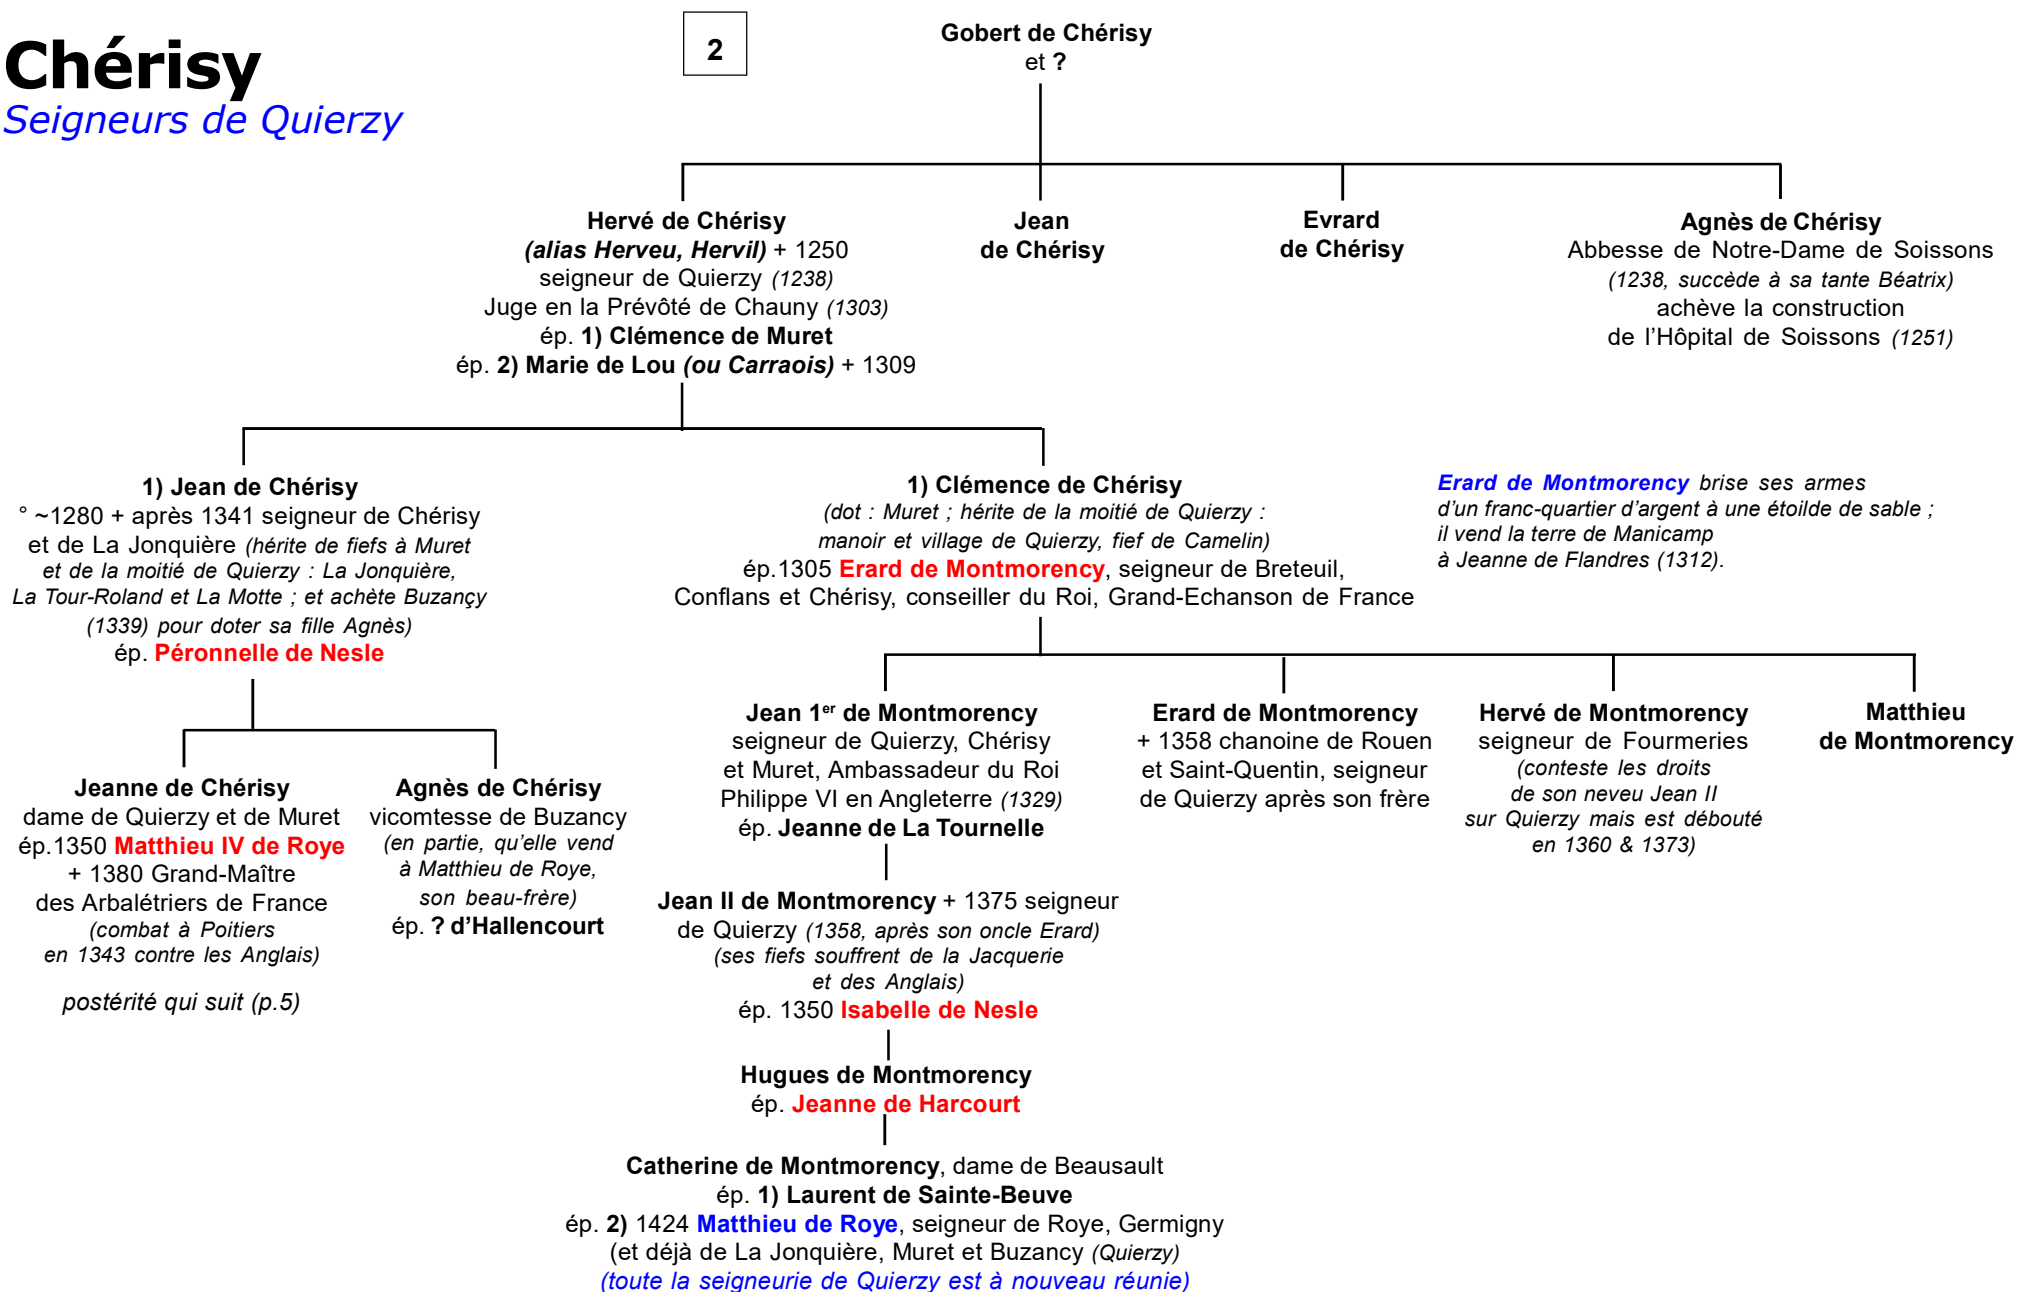 Chérisy
Seigneurs de Quierzy
2
Gobert de Chérisy
et ?
Hervé de Chérisy
(alias Herveu, Hervil) + 1250
seigneur de Quierzy (1238)
Juge en la Prévôté de Chauny (1303)
ép. 1) Clémence de Muret
ép. 2) Marie de Lou (ou Carraois) + 1309
Jean
de Chérisy
Evrard
de Chérisy
Agnès de Chérisy
Abbesse de Notre-Dame de Soissons
(1238, succède à sa tante Béatrix)
achève la construction
de l'Hôpital de Soissons (1251)
1) Jean de Chérisy
° ~1280 + après 1341 seigneur de Chérisy
et de La Jonquière (hérite de fiefs à Muret
et de la moitié de Quierzy : La Jonquière,
La Tour-Roland et La Motte ; et achète Buzançy
(1339) pour doter sa fille Agnès)
ép. Péronnelle de Nesle
1) Clémence de Chérisy
(dot : Muret ; hérite de la moitié de Quierzy :
manoir et village de Quierzy, fief de Camelin)
ép.1305 Erard de Montmorency, seigneur de Breteuil,
Conflans et Chérisy, conseiller du Roi, Grand-Echanson de France
Erard de Montmorency brise ses armes
d'un franc-quartier d'argent à une étoilde de sable ;
il vend la terre de Manicamp
à Jeanne de Flandres (1312).
Jeanne de Chérisy
dame de Quierzy et de Muret
ép.1350 Matthieu IV de Roye
+ 1380 Grand-Maître
des Arbalétriers de France
(combat à Poitiers
en 1343 contre les Anglais)
postérité qui suit (p.5)
Agnès de Chérisy
vicomtesse de Buzancy
(en partie, qu'elle vend
à Matthieu de Roye,
son beau-frère)
ép. ? d'Hallencourt
Jean 1er de Montmorency
seigneur de Quierzy, Chérisy
et Muret, Ambassadeur du Roi
Philippe VI en Angleterre (1329)
ép. Jeanne de La Tournelle
Erard de Montmorency
+ 1358 chanoine de Rouen
et Saint-Quentin, seigneur
de Quierzy après son frère
Hervé de Montmorency
seigneur de Fourmeries
(conteste les droits
de son neveu Jean II
sur Quierzy mais est débouté
en 1360 & 1373)
Matthieu
de Montmorency
Jean II de Montmorency + 1375 seigneur
de Quierzy (1358, après son oncle Erard)
(ses fiefs souffrent de la Jacquerie
et des Anglais)
ép. 1350 Isabelle de Nesle
Hugues de Montmorency
ép. Jeanne de Harcourt
Catherine de Montmorency, dame de Beausault
ép. 1) Laurent de Sainte-Beuve
ép. 2) 1424 Matthieu de Roye, seigneur de Roye, Germigny
(et déjà de La Jonquière, Muret et Buzancy (Quierzy)
(toute la seigneurie de Quierzy est à nouveau réunie)